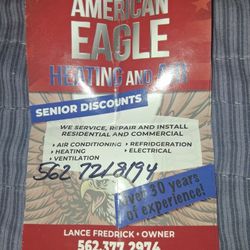 AMERICAN
EAGLE
HEATING AND AIR
SENIOR DISCOUNTS
WE SERVICE, REPAIR AND INSTALL
RESIDENTIAL AND COMMERCIAL
• AIR CONDITIONING • REFRIDGERATION
• HEATING • ELECTRICAL
• VENTILATION
562 7218194
Over 30 years
of experience!
LANCE FREDRICK • OWNER
562.377.2974